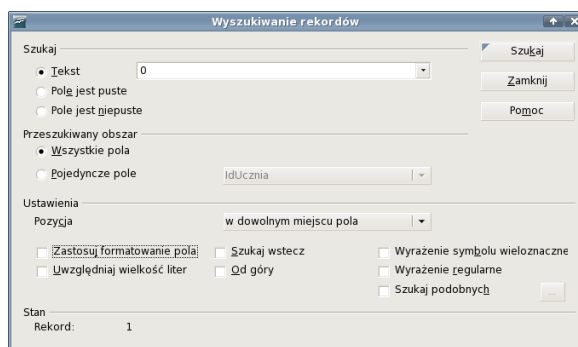 Wyszukiwanie rekordów
Szukaj
Tekst 0
Pole jest puste
Pole jest niepuste
Szukaj
Zamknij
Pomoc
Przeszukiwany obszar
Wszystkie pola
Pojedyncze pole IdUcznia
Ustawienia
Pozycja w dowolnym miejscu pola
Zastosuj formatowanie pola Szukaj wstecz Wyrażenie symbolu wieloznaczne
Uwzględniaj wielkość liter Od góry Wyrażenie regularne
Szukaj podobnych ...
Stan
Rekord: 1